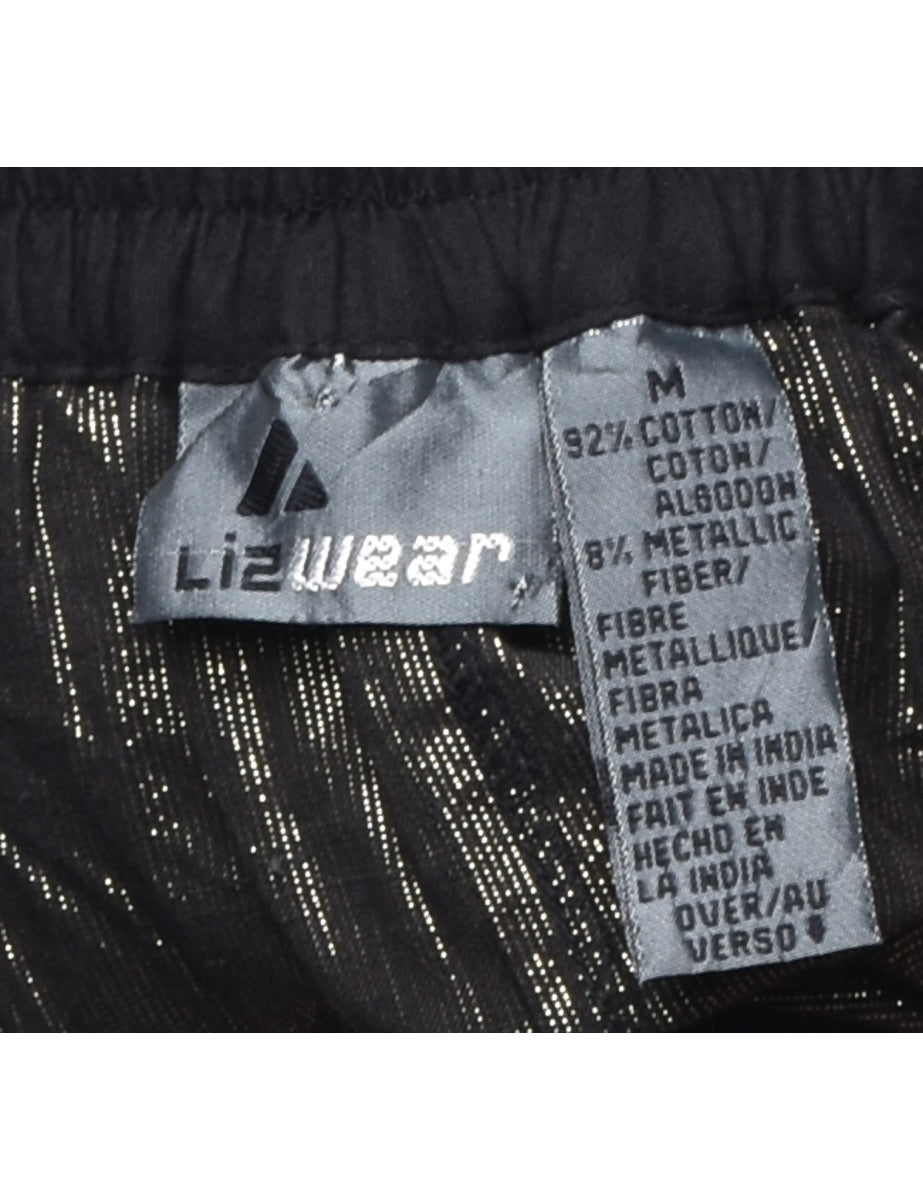 Lizwear
M
92% COTTON/
COTON/
ALGODON
8% METALLIC
FIBER/
FIBRE
METALLIQUE/
FIBRA
METALICA
MADE IN INDIA
FAIT EN INDE
HECHO EN
LA INDIA
OVER/AU
VERSO